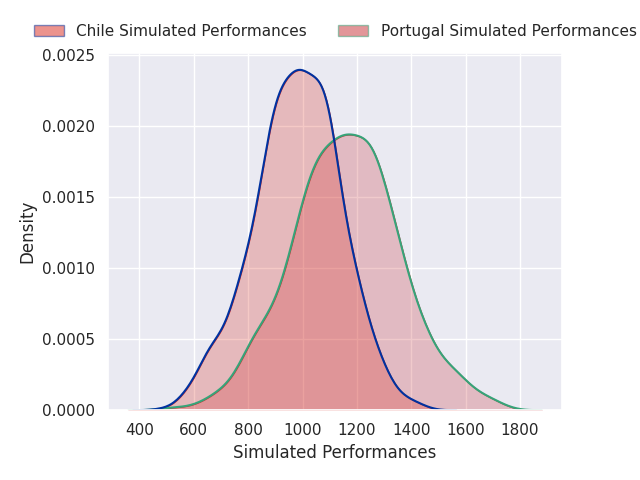 Chile Simulated Performances
Portugal Simulated Performances
0.0025
0.0020
0.0015
0.0010
0.0005
0.0000
Density
400 600 800 1000 1200 1400 1600 1800
Simulated Performances